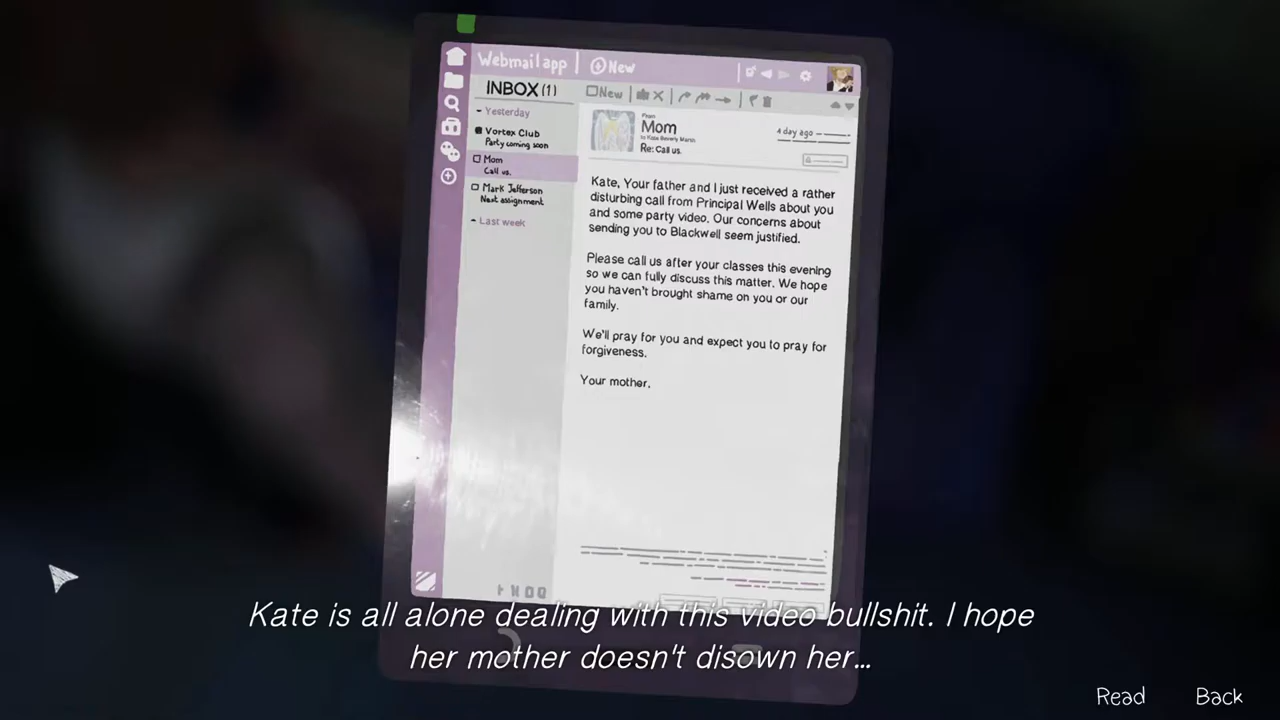 Webmail app
New
INBOX (1)
Yesterday
Vortex Club
Party coming soon
Mom
Call us.
Mark Jefferson
Next assignment
Last week
New
From
Mom
to Kate Beverly Marsh
Re: Call us.
4 day ago
Kate, Your father and I just received a rather
disturbing call from Principal Wells about you
and some party video. Our concerns about
sending you to Blackwell seem justified.
Please call us after your classes this evening
so we can fully discuss this matter. We hope
you haven't brought shame on you or our
family.
We'll pray for you and expect you to pray for
forgiveness.
Your mother.
Kate is all alone dealing with this video bullshit. I hope
her mother doesn't disown her...
Read
Back